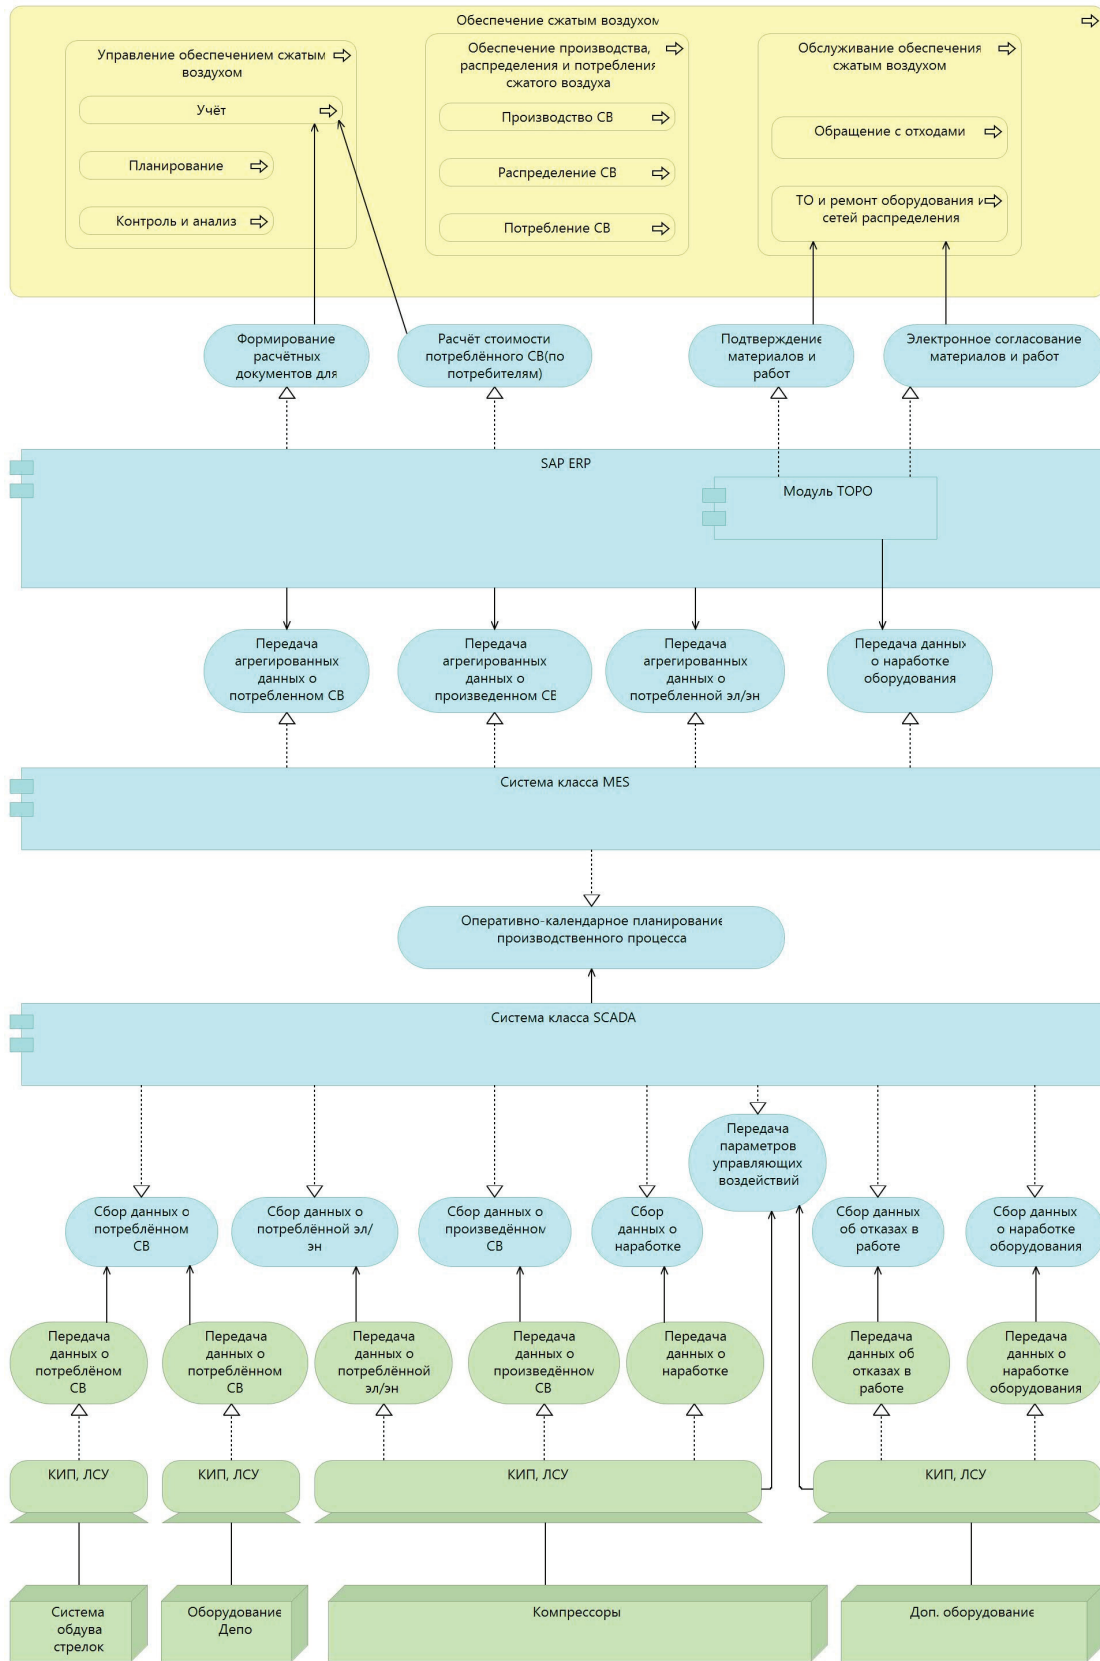 Обеспечение сжатым воздухом
Управление обеспечением сжатым
воздухом
Учёт
Планирование
Контроль и анализ
Обеспечение производства,
распределения и потребления
сжатого воздуха
Производство СВ
Распределение СВ
Потребление СВ
Обслуживание обеспечения
сжатым воздухом
Обращение с отходами
ТО и ремонт оборудования и
сетей распределения
Формирование
расчётных
документов для
Расчёт стоимости
потреблённого СВ(по
потребителям)
Подтверждение
материалов и
работ
Электронное согласование
материалов и работ
SAP ERP
Модуль ТОРО
Передача
агрегированных
данных о
потребленном СВ
Передача
агрегированных
данных о
произведенном СВ
Передача
агрегированных
данных о
потребленной эл/эн
Передача данных
о наработке
оборудования
Система класса MES
Оперативно-календарное планирование
производственного процесса
Система класса SCADA
Передача
параметров
управляющих
воздействий
Сбор данных о
потреблённом
СВ
Сбор данных о
потреблённой эл/
эн
Сбор данных о
произведённом
СВ
Сбор
данных о
наработке
Сбор данных
об отказах в
работе
Сбор данных
о наработке
оборудования
Передача
данных о
потреблёном
СВ
Передача
данных о
потреблённом
СВ
Передача
данных о
потреблённой
эл/эн
Передача
данных о
произведённом
СВ
Передача
данных о
наработке
Передача
данных об
отказах в
работе
Передача
данных о
наработке
оборудования
КИП, ЛСУ
КИП, ЛСУ
КИП, ЛСУ
КИП, ЛСУ
Система
обдува
стрелок
Оборудование
Депо
Компрессоры
Доп. оборудование